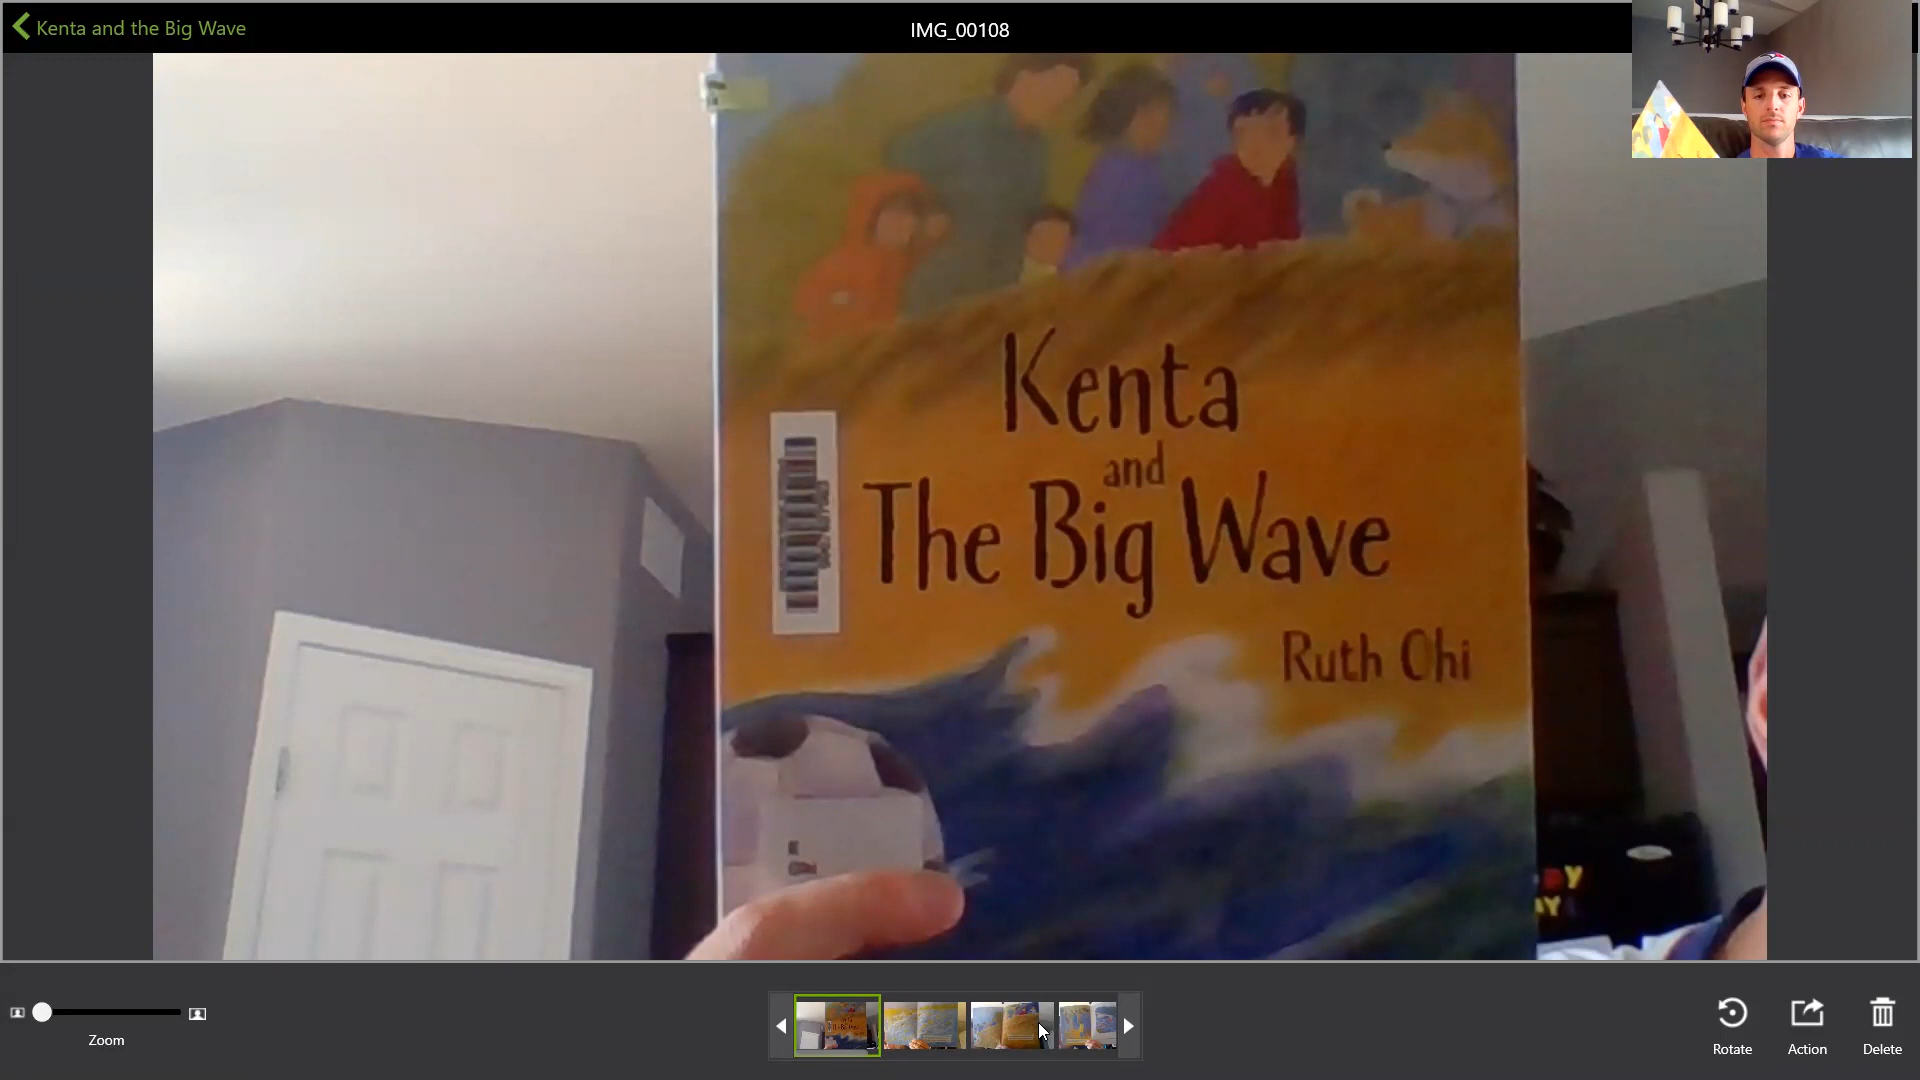 Kenta and the Big Wave
IMG_00108
Kenta
and
The Big Wave
Ruth Ohi
Zoom
Rotate
Action
Delete